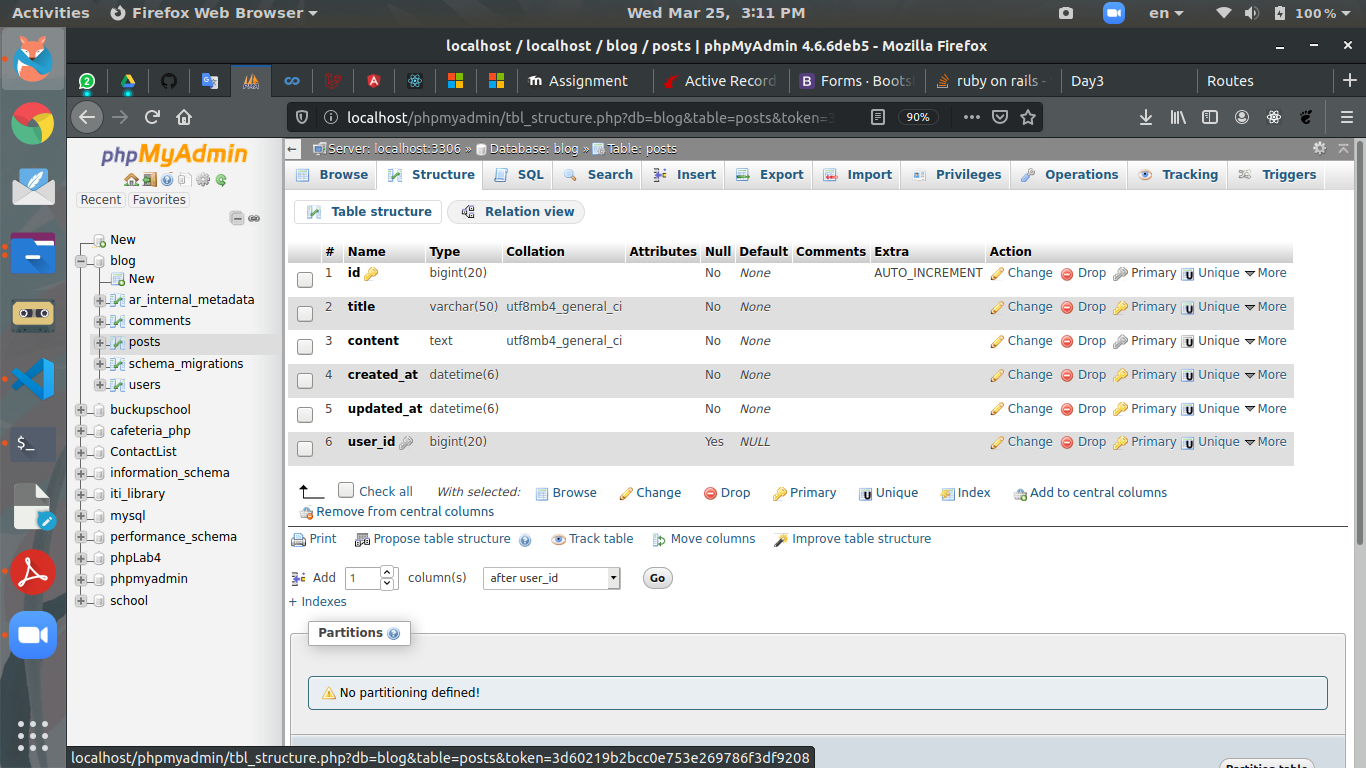 Activities Firefox Web Browser Wed Mar 25, 3:11 PM en 100%
localhost / localhost / blog / posts | phpMyAdmin 4.6.6deb5 - Mozilla Firefox
2 Assignment Active Record Forms · Boots ruby on rails - Day3 Routes
localhost/phpmyadmin/tbl_structure.php?db=blog&table=posts&token=3 90%
phpMyAdmin
Recent Favorites
New
blog
New
ar_internal_metadata
comments
posts
schema_migrations
users
buckupschool
cafeteria_php
ContactList
information_schema
iti_library
mysql
performance_schema
phpLab4
phpmyadmin
school
Server: localhost:3306 » Database: blog » Table: posts
Browse Structure SQL Search Insert Export Import Privileges Operations Tracking Triggers
Table structure Relation view
# Name Type Collation Attributes Null Default Comments Extra Action
1 id bigint(20) No None AUTO_INCREMENT Change Drop Primary Unique More
2 title varchar(50) utf8mb4_general_ci No None Change Drop Primary Unique More
3 content text utf8mb4_general_ci No None Change Drop Primary Unique More
4 created_at datetime(6) No None Change Drop Primary Unique More
5 updated_at datetime(6) No None Change Drop Primary Unique More
6 user_id bigint(20) Yes NULL Change Drop Primary Unique More
Check all With selected: Browse Change Drop Primary Unique Index Add to central columns
Remove from central columns
Print Propose table structure Track table Move columns Improve table structure
Add 1 column(s) after user_id Go
+ Indexes
Partitions
No partitioning defined!
Partition table
localhost/phpmyadmin/tbl_structure.php?db=blog&table=posts&token=3d60219b2bcc0e753e269786f3df9208